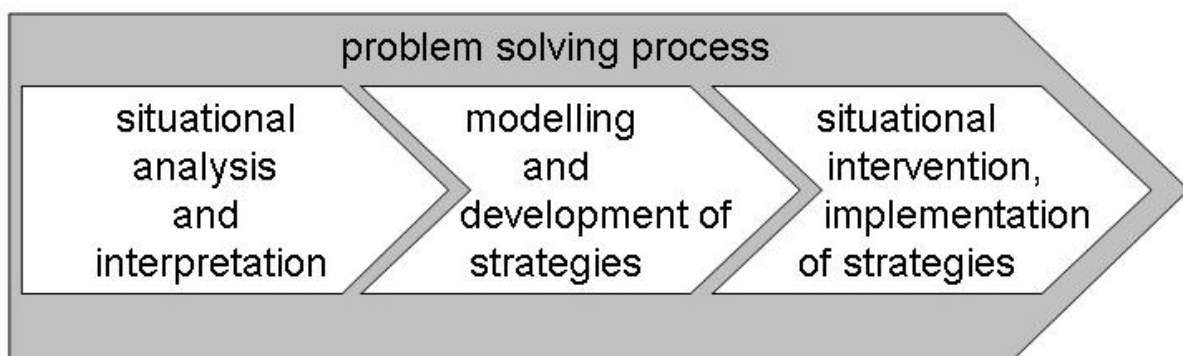 problem solving process
situational
analysis
and
interpretation
modelling
and
development of
strategies
situational
intervention,
implementation
of strategies